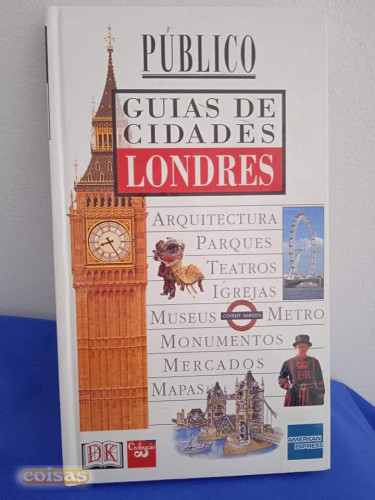 PÚBLICO
GUIAS DE
CIDADES
LONDRES
ARQUITECTURA
PARQUES
TEATROS
IGREJAS
MUSEUS COVENT GARDEN METRO
MONUMENTOS
MERCADOS
MAPAS
DK
Civilização
AMERICAN
EXPRESS
coisas